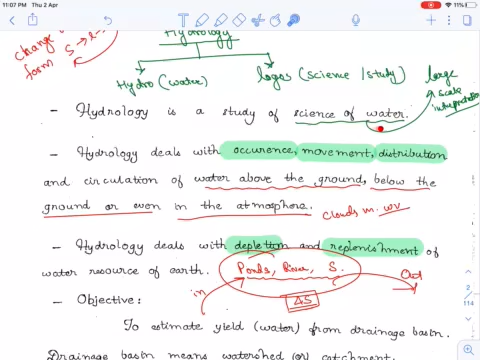 11:07 PM Thu 2 Apr
11%
Hydrology
change
form S → l →
Hydro (water)
logos (science / study)
large
scale
interpretation
- Hydrology is a study of science of water.
- Hydrology deals with occurence, movement, distribution
and circulation of water above the ground, below the
ground or even in the atmosphere.
clouds m. wv
- Hydrology deals with depletion and replenishment of
water resource of earth.
Ponds, River, S.
in
out
ΔS
- Objective:
To estimate yield (water) from drainage basin.
Drainage basin means watershed (or) catchment.
2
114